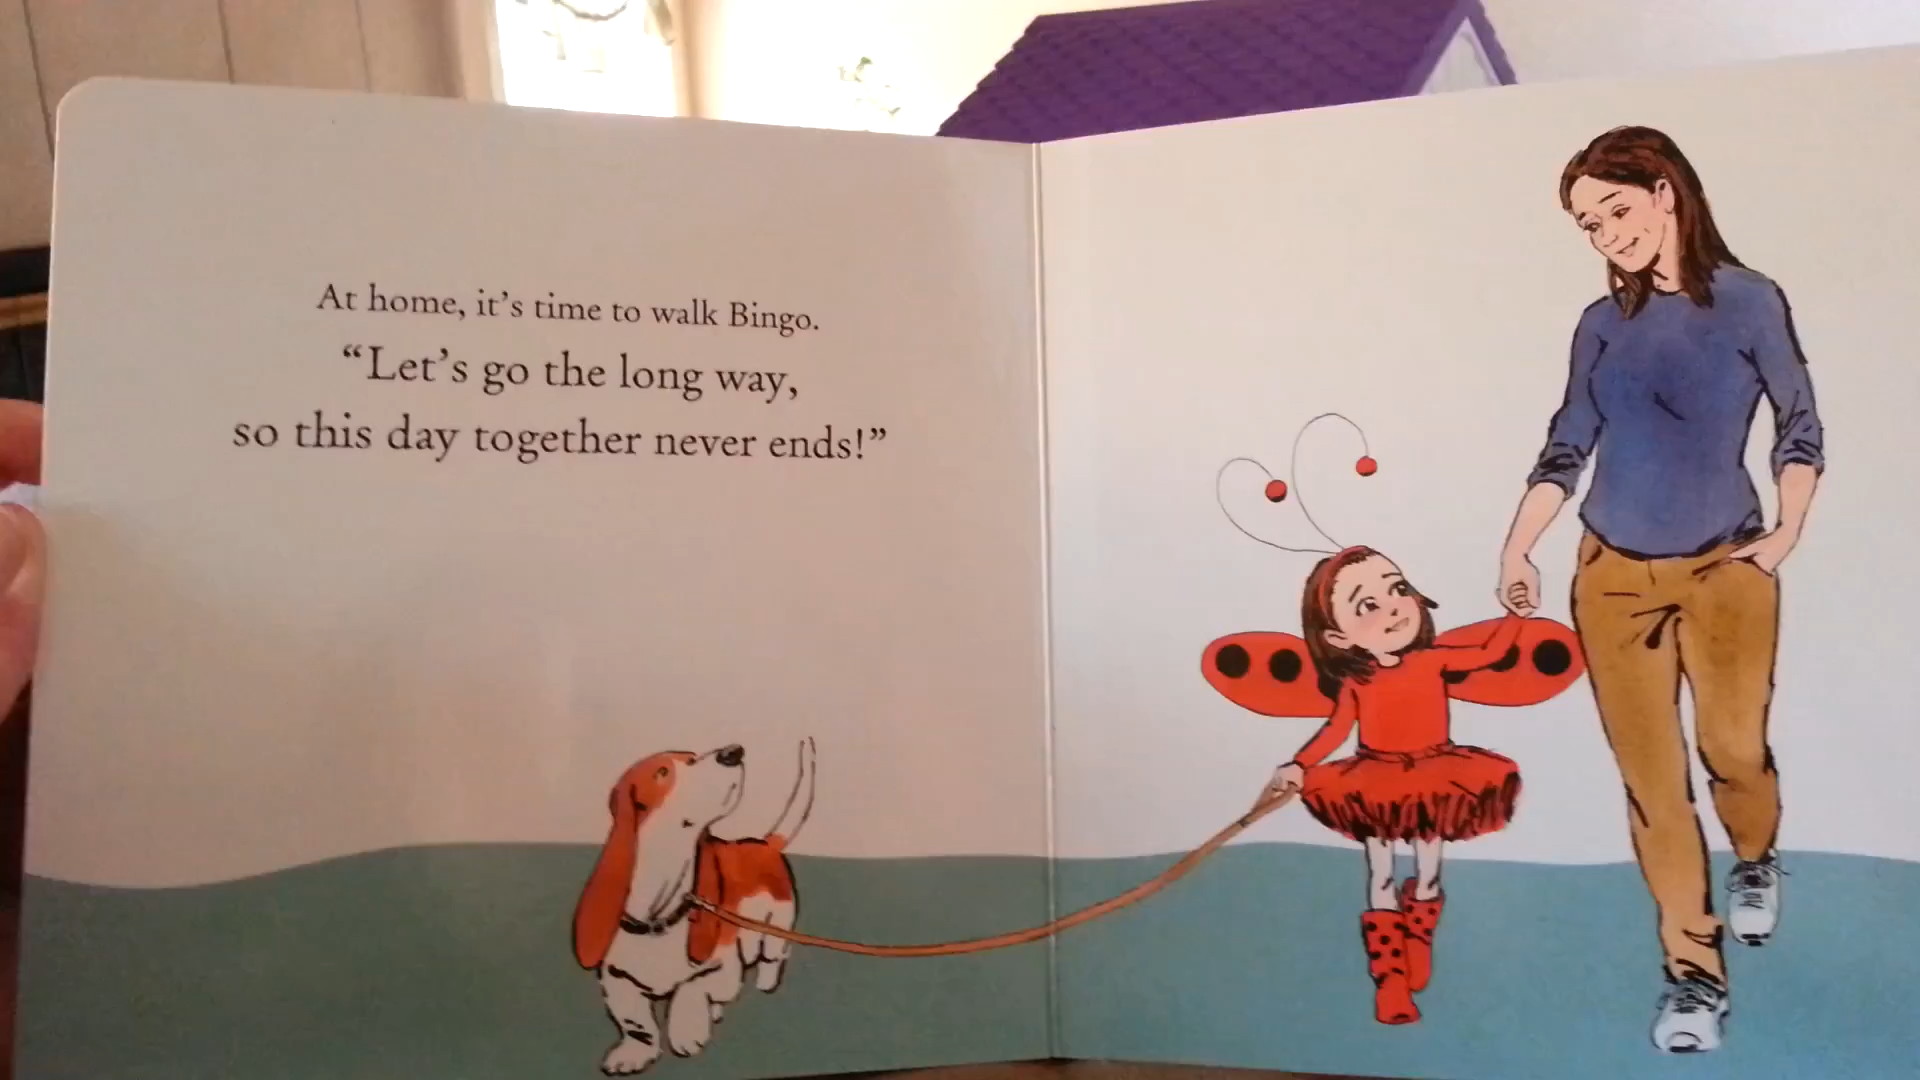 At home, it’s time to walk Bingo.
“Let’s go the long way,
so this day together never ends!”